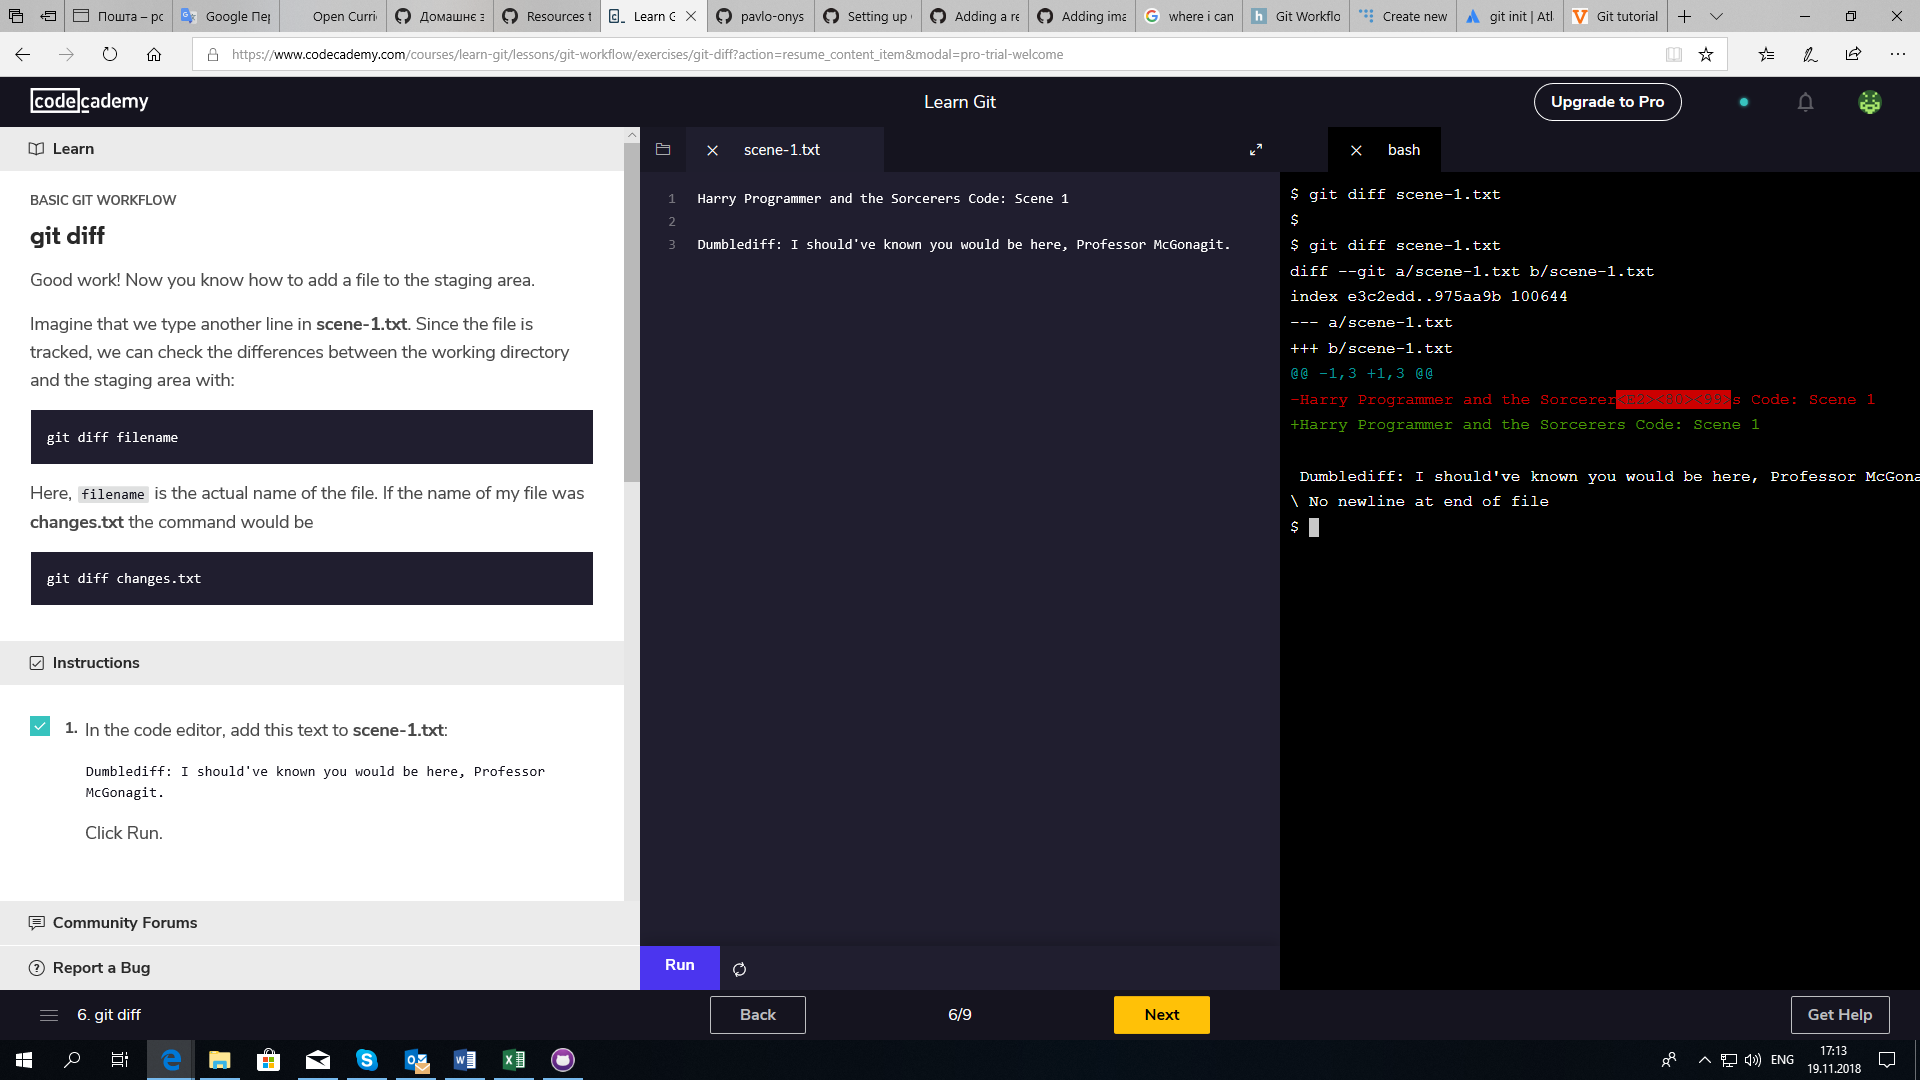 Пошта – рс
Google Пер
Open Curri
Домашнє з
Resources t
Learn G
pavlo-onys
Setting up
Adding a re
Adding ima
where i can
Git Workflo
Create new
git init | Atl
Git tutorial
https://www.codecademy.com/courses/learn-git/lessons/git-workflow/exercises/git-diff?action=resume_content_item&modal=pro-trial-welcome
codecademy
Learn Git
Upgrade to Pro
Learn
BASIC GIT WORKFLOW
git diff
Good work! Now you know how to add a file to the staging area.
Imagine that we type another line in scene-1.txt. Since the file is
tracked, we can check the differences between the working directory
and the staging area with:
git diff filename
Here, filename is the actual name of the file. If the name of my file was
changes.txt the command would be
git diff changes.txt
Instructions
1. In the code editor, add this text to scene-1.txt:
Dumblediff: I should've known you would be here, Professor
McGonagit.
Click Run.
Community Forums
Report a Bug
scene-1.txt
1 Harry Programmer and the Sorcerers Code: Scene 1
2
3 Dumblediff: I should've known you would be here, Professor McGonagit.
Run
bash
$ git diff scene-1.txt
$
$ git diff scene-1.txt
diff --git a/scene-1.txt b/scene-1.txt
index e3c2edd..975aa9b 100644
--- a/scene-1.txt
+++ b/scene-1.txt
@@ -1,3 +1,3 @@
-Harry Programmer and the Sorcerer<E2><80><99>s Code: Scene 1
+Harry Programmer and the Sorcerers Code: Scene 1
Dumblediff: I should've known you would be here, Professor McGona
\ No newline at end of file
$
6. git diff
Back
6/9
Next
Get Help
ENG
17:13
19.11.2018